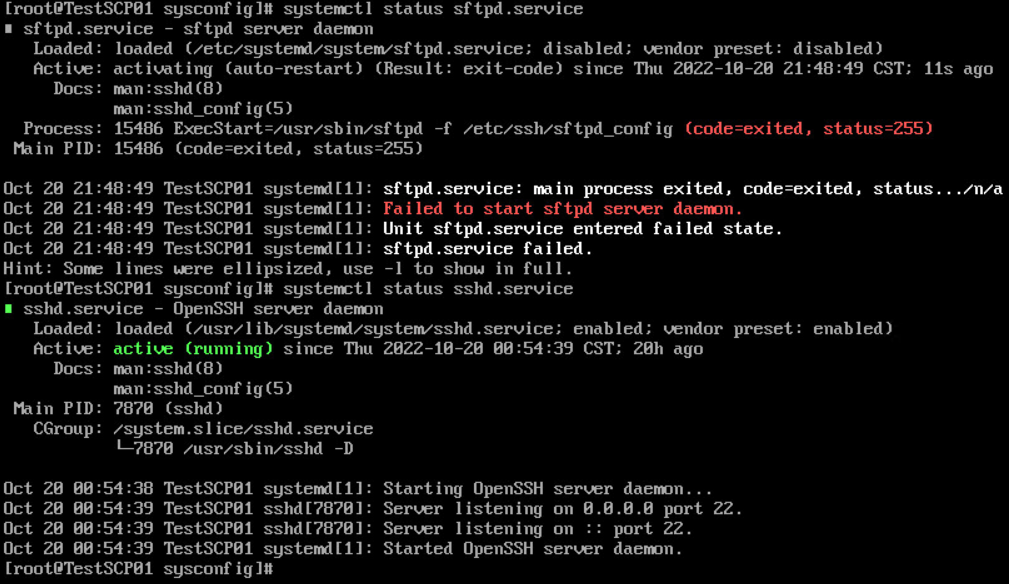 [root@TestSCP01 sysconfig]# systemctl status sftpd.service
sftpd.service - sftpd server daemon
Loaded: loaded (/etc/systemd/system/sftpd.service; disabled; vendor preset: disabled)
Active: activating (auto-restart) (Result: exit-code) since Thu 2022-10-20 21:48:49 CST; 11s ago
Docs: man:sshd(8)
man:sshd_config(5)
Process: 15486 ExecStart=/usr/sbin/sftpd -f /etc/ssh/sftpd_config (code=exited, status=255)
Main PID: 15486 (code=exited, status=255)
Oct 20 21:48:49 TestSCP01 systemd[1]: sftpd.service: main process exited, code=exited, status.../n/a
Oct 20 21:48:49 TestSCP01 systemd[1]: Failed to start sftpd server daemon.
Oct 20 21:48:49 TestSCP01 systemd[1]: Unit sftpd.service entered failed state.
Oct 20 21:48:49 TestSCP01 systemd[1]: sftpd.service failed.
Hint: Some lines were ellipsized, use -l to show in full.
[root@TestSCP01 sysconfig]# systemctl status sshd.service
sshd.service - OpenSSH server daemon
Loaded: loaded (/usr/lib/systemd/system/sshd.service; enabled; vendor preset: enabled)
Active: active (running) since Thu 2022-10-20 00:54:39 CST; 20h ago
Docs: man:sshd(8)
man:sshd_config(5)
Main PID: 7870 (sshd)
CGroup: /system.slice/sshd.service
└─7870 /usr/sbin/sshd -D
Oct 20 00:54:38 TestSCP01 systemd[1]: Starting OpenSSH server daemon...
Oct 20 00:54:39 TestSCP01 sshd[7870]: Server listening on 0.0.0.0 port 22.
Oct 20 00:54:39 TestSCP01 sshd[7870]: Server listening on :: port 22.
Oct 20 00:54:39 TestSCP01 systemd[1]: Started OpenSSH server daemon.
[root@TestSCP01 sysconfig]#